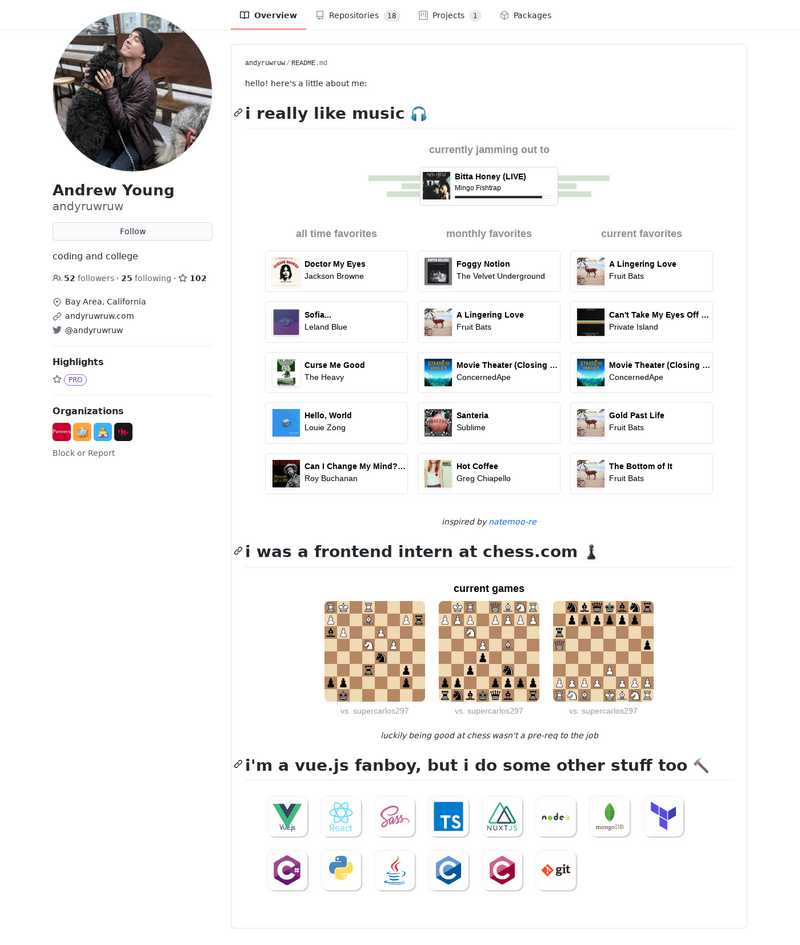 Overview
Repositories 18
Projects 1
Packages
Andrew Young
andyruwruw
Follow
coding and college
52 followers · 25 following · 102
Bay Area, California
andyruwruw.com
@andyruwruw
Highlights
PRO
Organizations
Block or Report
andyruwruw/README.md
hello! here's a little about me:
i really like music 🎧
currently jamming out to
Bitta Honey (LIVE)
Mingo Fishtrap
all time favorites
Doctor My Eyes
Jackson Browne
Sofia...
Leland Blue
Curse Me Good
The Heavy
Hello, World
Louie Zong
Can I Change My Mind?...
Roy Buchanan
monthly favorites
Foggy Notion
The Velvet Underground
A Lingering Love
Fruit Bats
Movie Theater (Closing ...
ConcernedApe
Santeria
Sublime
Hot Coffee
Greg Chiapello
current favorites
A Lingering Love
Fruit Bats
Can't Take My Eyes Off ...
Private Island
Movie Theater (Closing ...
ConcernedApe
Gold Past Life
Fruit Bats
The Bottom of It
Fruit Bats
inspired by natemoo-re
i was a frontend intern at chess.com ♟
current games
vs. supercarlos297
vs. supercarlos297
vs. supercarlos297
luckily being good at chess wasn't a pre-req to the job
i'm a vue.js fanboy, but i do some other stuff too 🔨
Vue.js
React
Sass
TS
NUXTJS
node
mongoDB
C#
Java
C
C
git